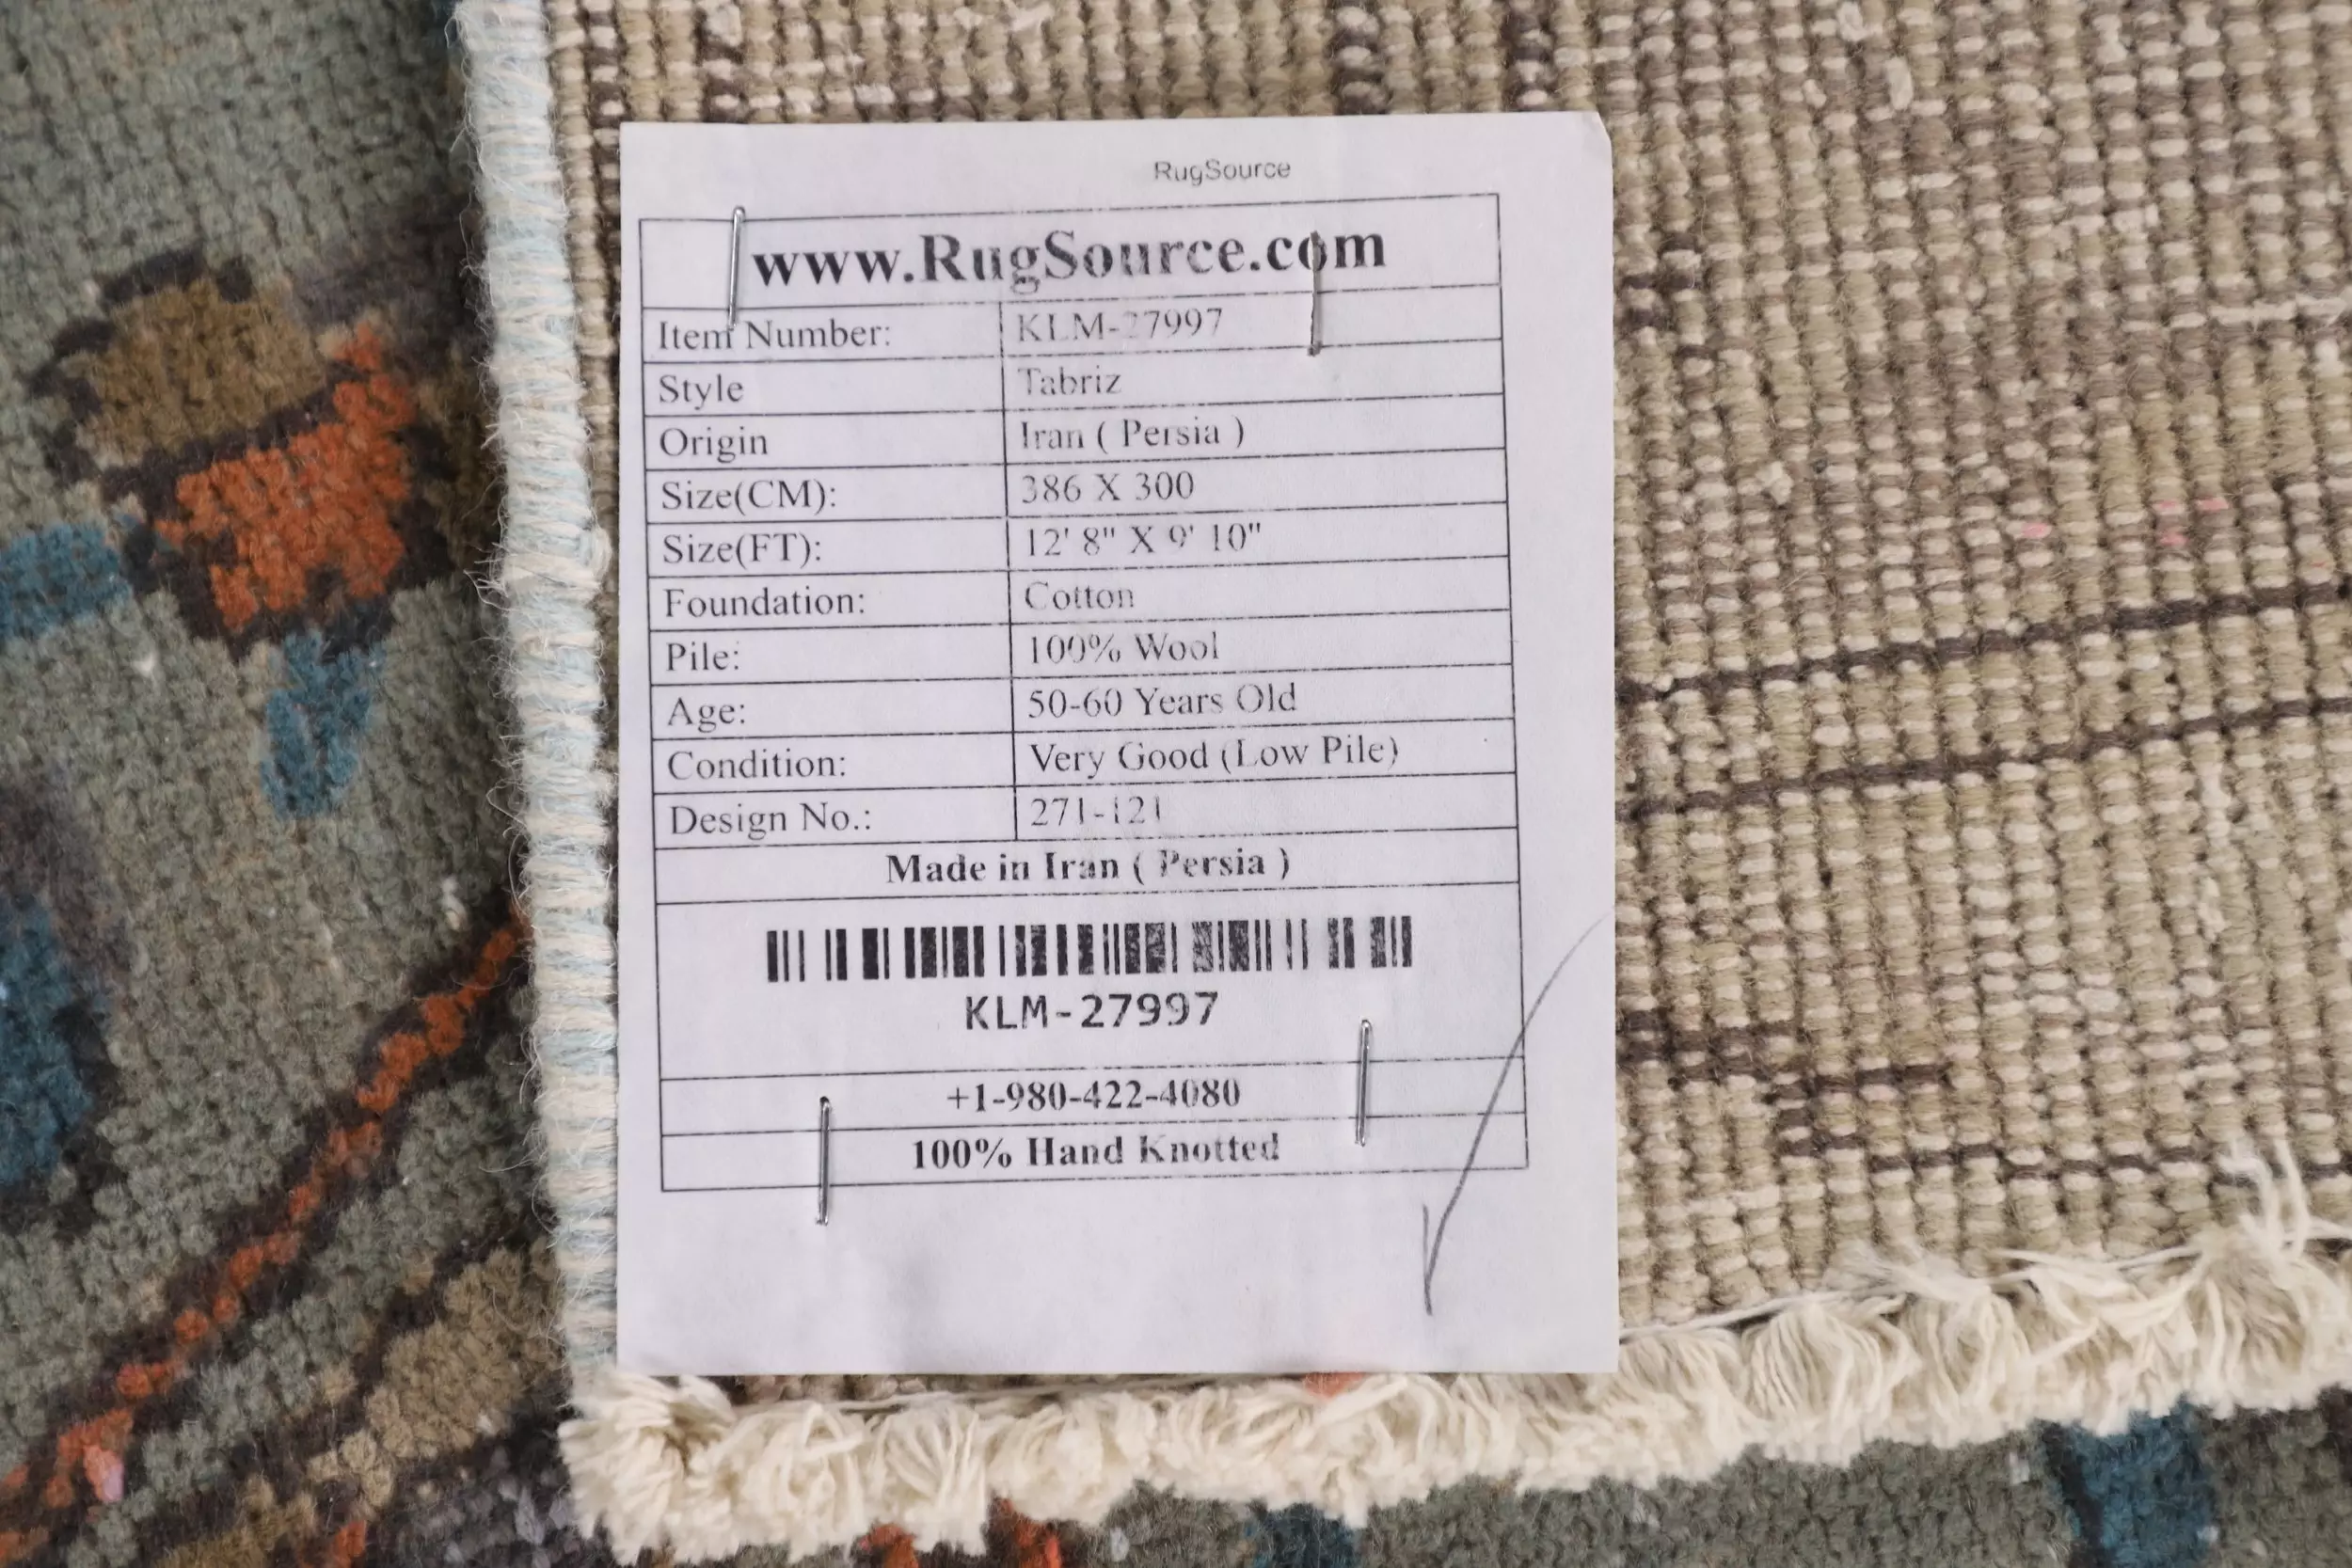 RugSource
www.RugSource.com
Item Number: KLM-27997
Style Tabriz
Origin Iran ( Persia )
Size(CM): 386 X 300
Size(FT): 12' 8" X 9' 10"
Foundation: Cotton
Pile: 100% Wool
Age: 50-60 Years Old
Condition: Very Good (Low Pile)
Design No.: 271-121
Made in Iran ( Persia )
KLM-27997
+1-980-422-4080
100% Hand Knotted